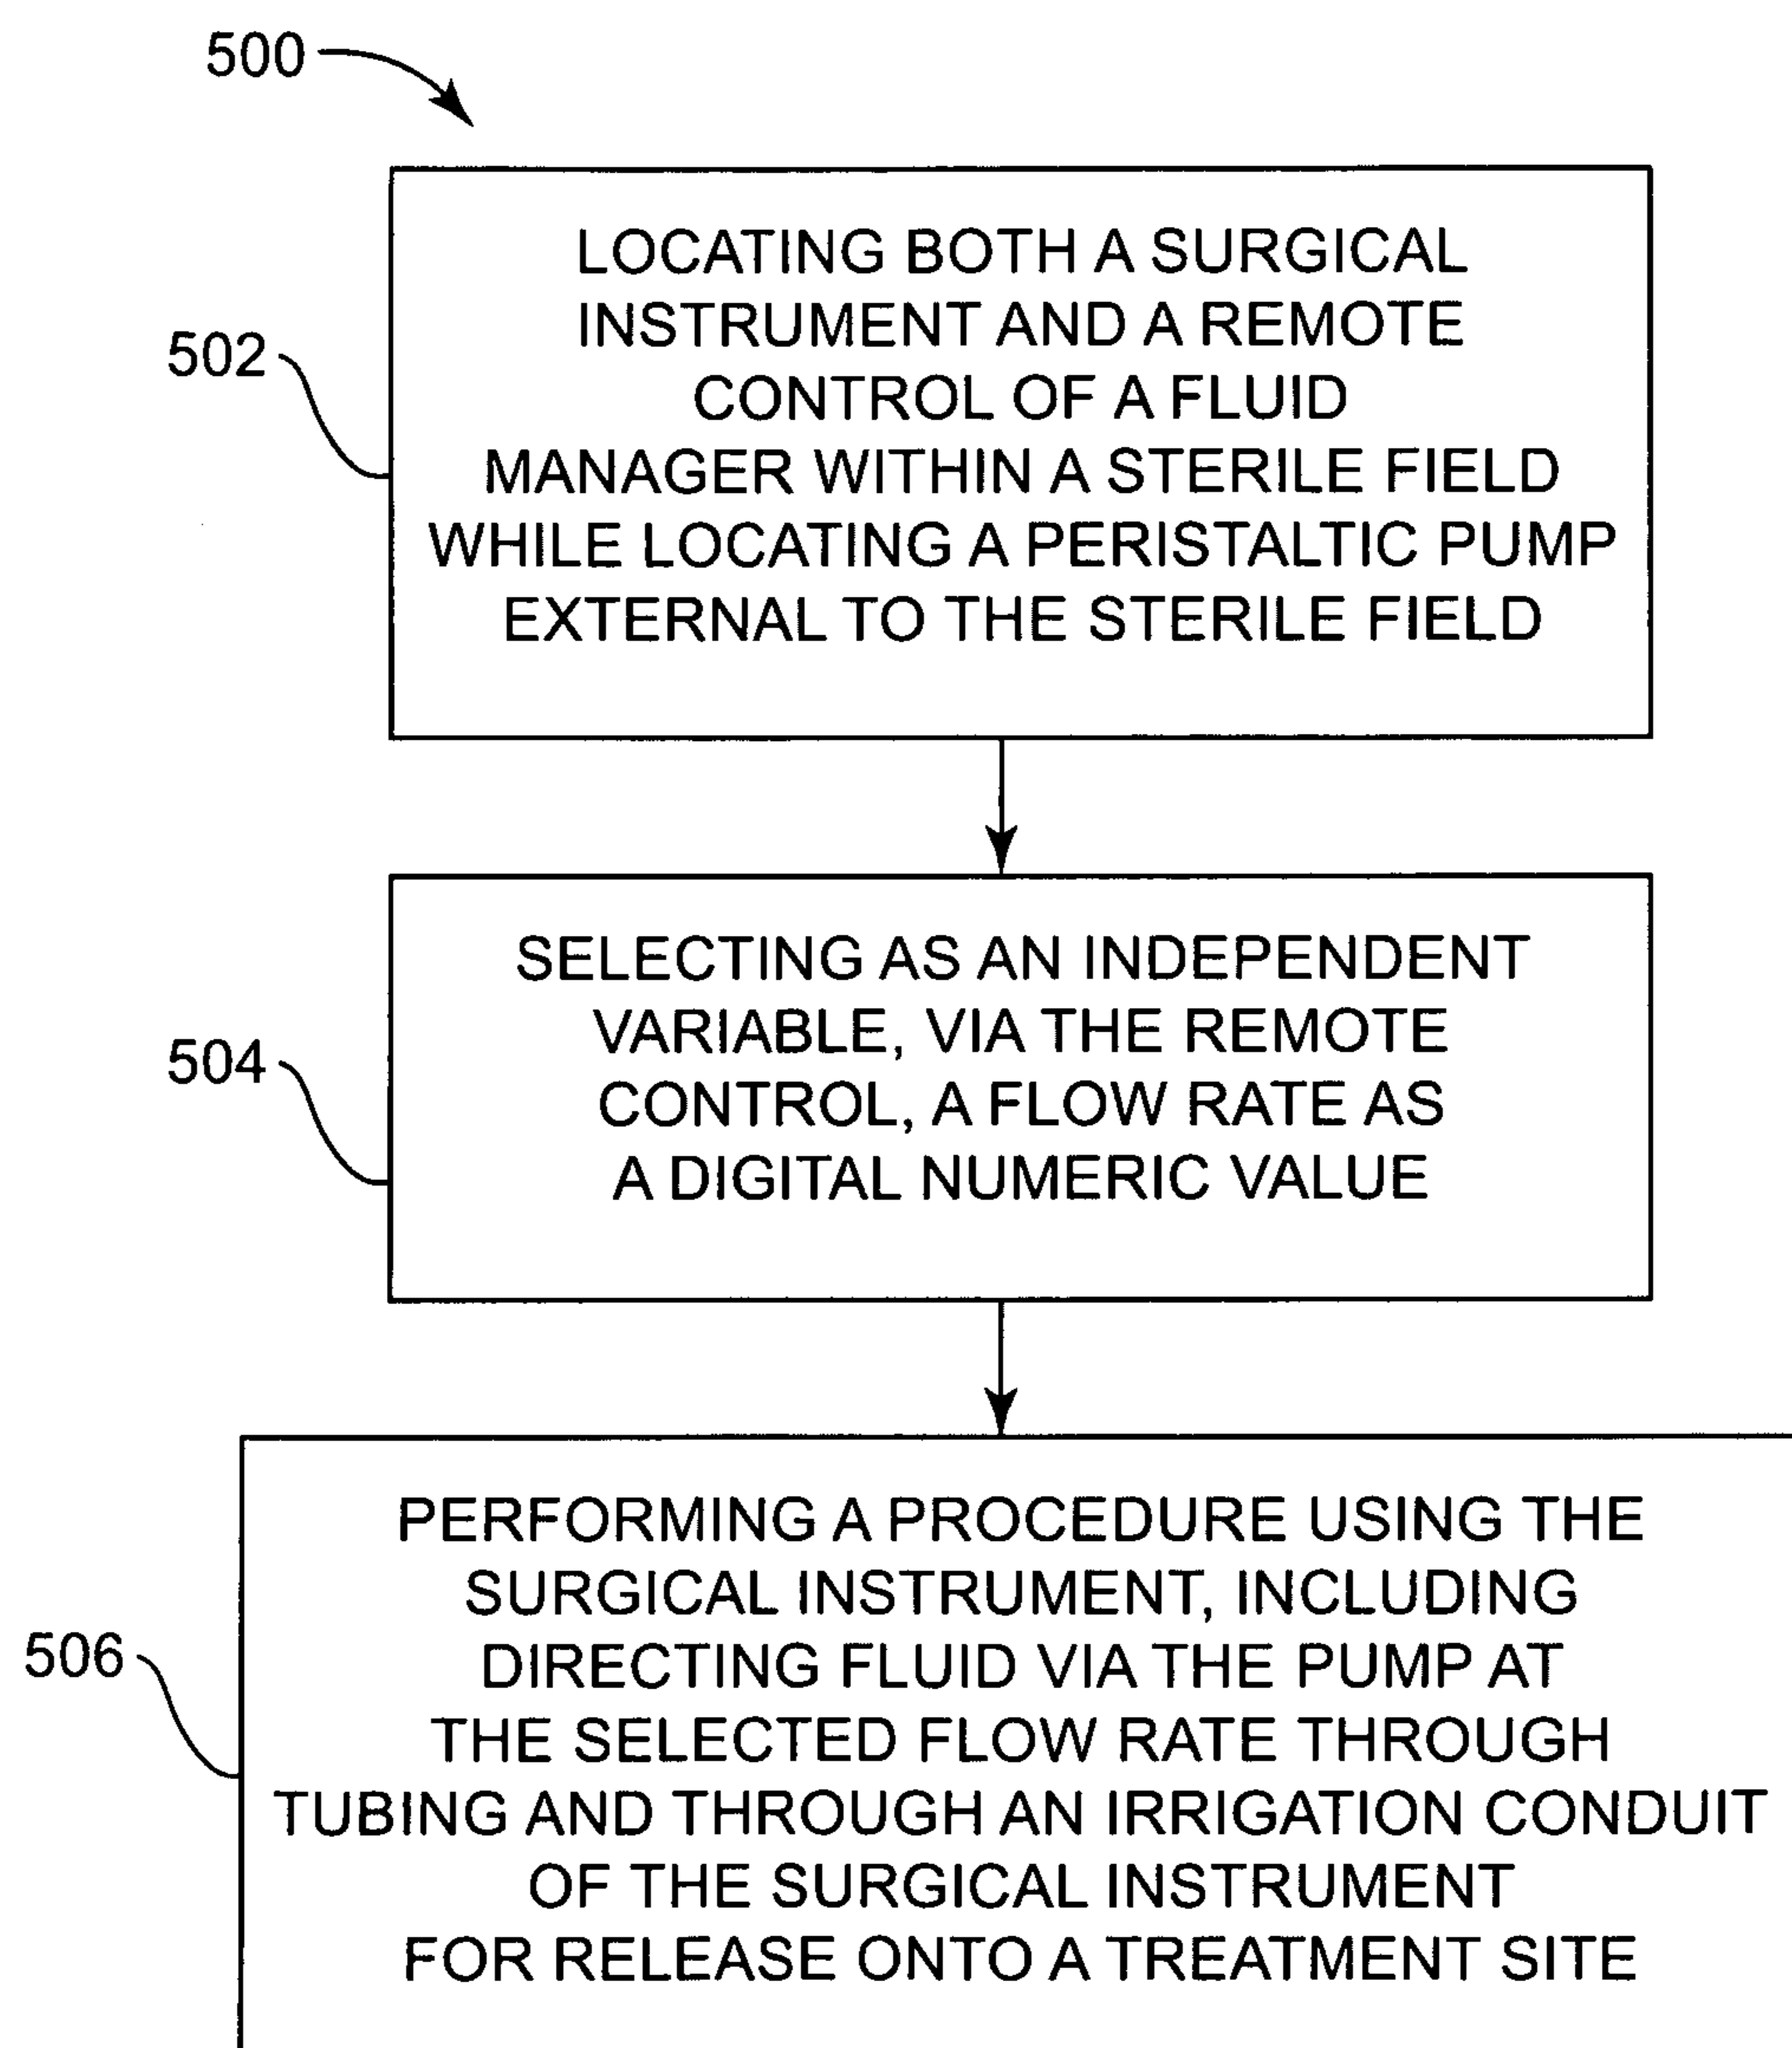 500
502
LOCATING BOTH A SURGICAL
INSTRUMENT AND A REMOTE
CONTROL OF A FLUID
MANAGER WITHIN A STERILE FIELD
WHILE LOCATING A PERISTALTIC PUMP
EXTERNAL TO THE STERILE FIELD
504
SELECTING AS AN INDEPENDENT
VARIABLE, VIA THE REMOTE
CONTROL, A FLOW RATE AS
A DIGITAL NUMERIC VALUE
506
PERFORMING A PROCEDURE USING THE
SURGICAL INSTRUMENT, INCLUDING
DIRECTING FLUID VIA THE PUMP AT
THE SELECTED FLOW RATE THROUGH
TUBING AND THROUGH AN IRRIGATION CONDUIT
OF THE SURGICAL INSTRUMENT
FOR RELEASE ONTO A TREATMENT SITE